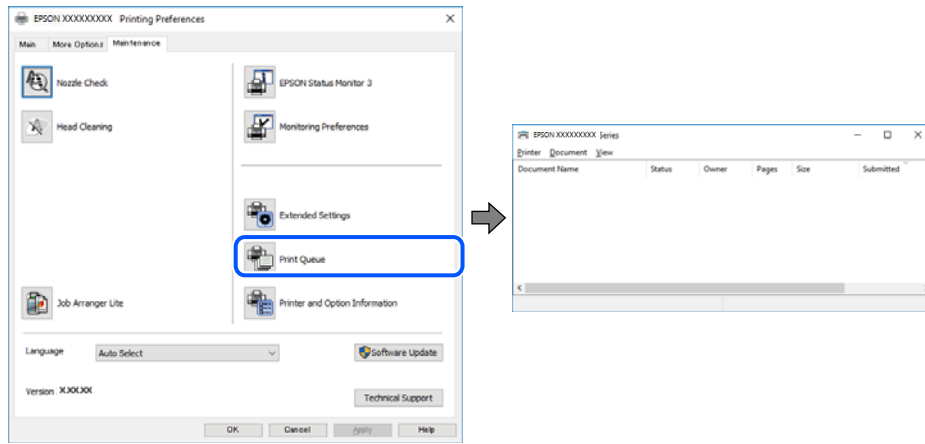 EPSON XXXXXXXXX Printing Preferences
Main More Options Maintenance
Nozzle Check
EPSON Status Monitor 3
Head Cleaning
Monitoring Preferences
Extended Settings
Print Queue
Job Arranger Lite
Printer and Option Information
Language Auto Select
Software Update
Version X.XX.XX
Technical Support
OK Cancel Apply Help
EPSON XXXXXXXXXX Series
Printer Document View
Document Name Status Owner Pages Size Submitted